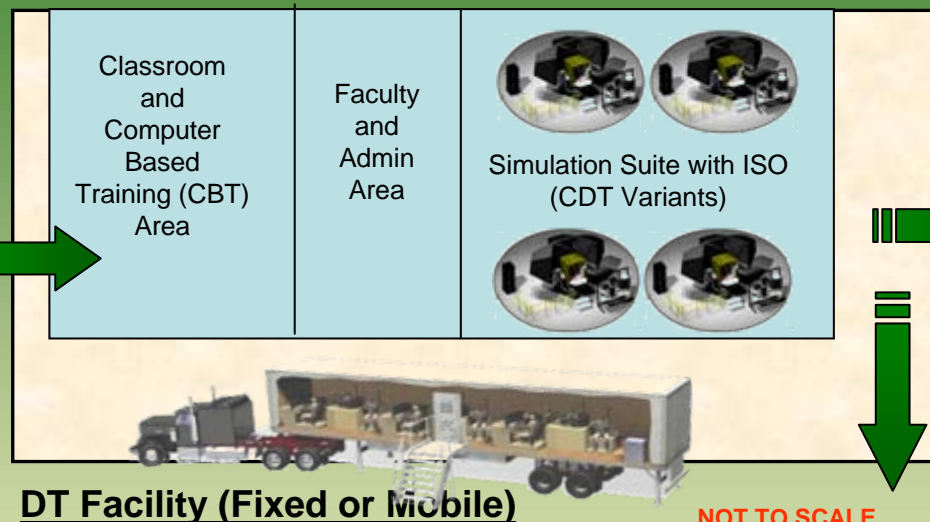 Classroom
and
Computer
Based
Training (CBT)
Area
Faculty
and
Admin
Area
Simulation Suite with ISO
(CDT Variants)
DT Facility (Fixed or Mobile)
NOT TO SCALE